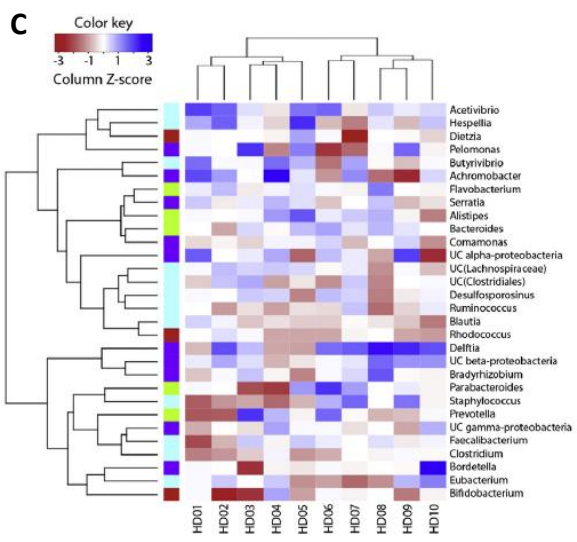 C
Color key
-3 -1 1 3
Column Z-score
Acetivibrio
Hespellia
Dietzia
Pelomonas
Butyrivibrio
Achromobacter
Flavobacterium
Serratia
Alistipes
Bacteroides
Comamonas
UC alpha-proteobacteria
UC(Lachnospiraceae)
UC(Clostridiales)
Desulfosporosinus
Ruminococcus
Blautia
Rhodococcus
Delftia
UC beta-proteobacteria
Bradyrhizobium
Parabacteroides
Staphylococcus
Prevotella
UC gamma-proteobacteria
Faecalibacterium
Clostridium
Bordetella
Eubacterium
Bifidobacterium
HD01 HD02 HD03 HD04 HD05 HD06 HD07 HD08 HD09 HD10